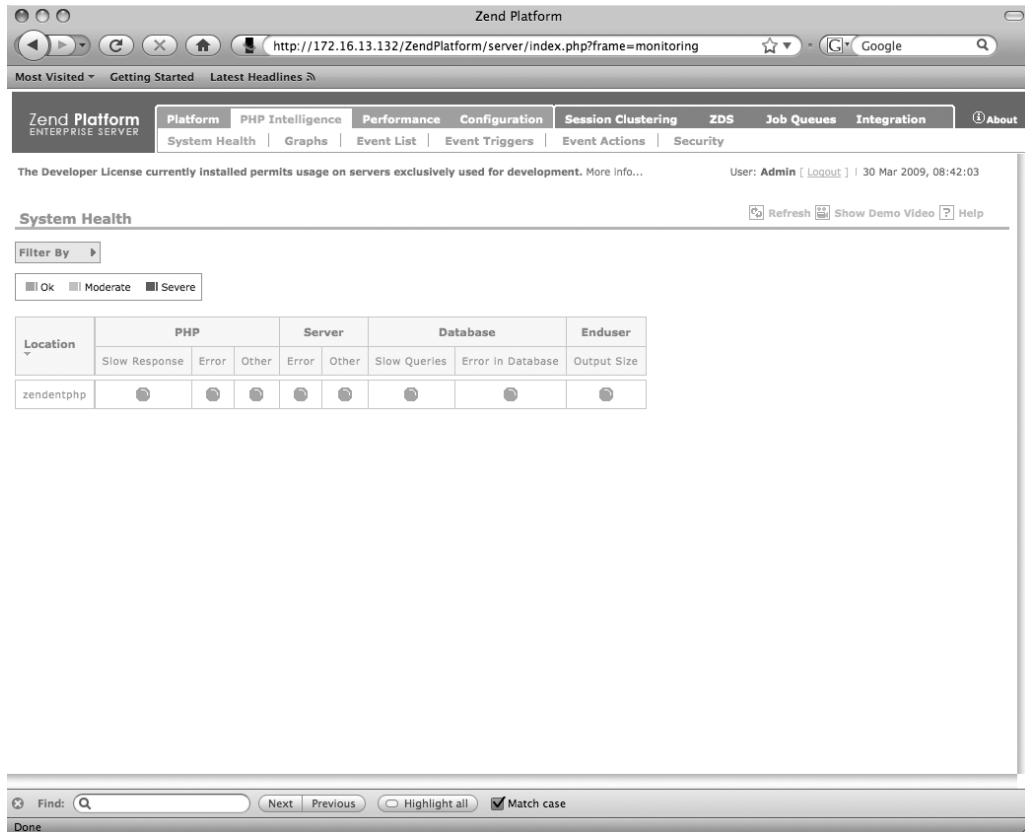 Zend Platform
http://172.16.13.132/ZendPlatform/server/index.php?frame=monitoring
G
Google
Most Visited
Getting Started
Latest Headlines
Zend Platform
ENTERPRISE SERVER
Platform
PHP Intelligence
Performance
Configuration
Session Clustering
ZDS
Job Queues
Integration
About
System Health
Graphs
Event List
Event Triggers
Event Actions
Security
The Developer License currently installed permits usage on servers exclusively used for development. More info...
User: Admin [ Logout ] | 30 Mar 2009, 08:42:03
System Health
Refresh
Show Demo Video
? Help
Filter By
Ok
Moderate
Severe
Location
PHP
Server
Database
Enduser
Slow Response
Error
Other
Error
Other
Slow Queries
Error in Database
Output Size
zendentphp
Find:
Next
Previous
Highlight all
Match case
Done